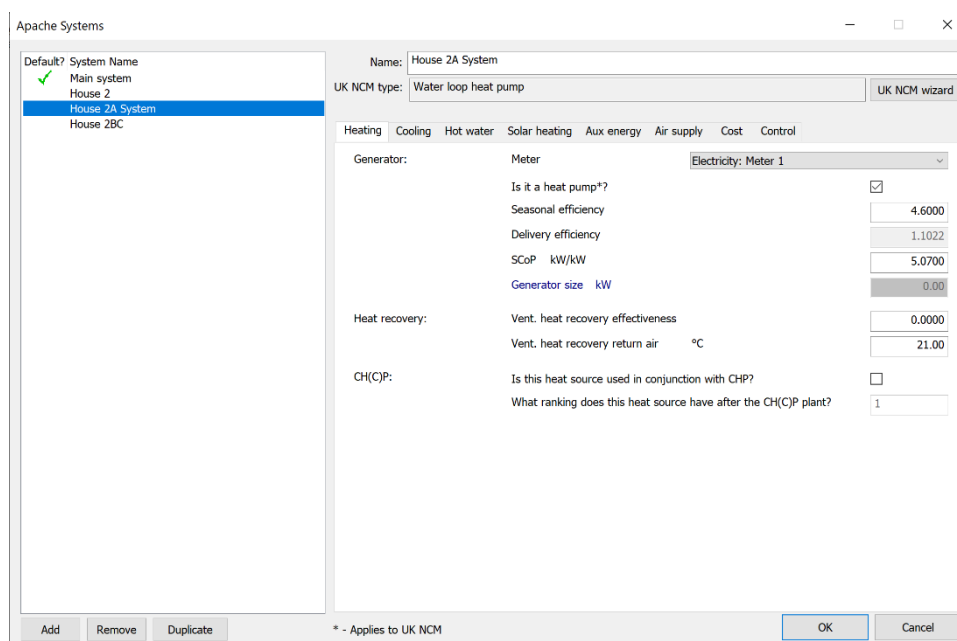 Apache Systems
Default? System Name
Main system
House 2
House 2A System
House 2BC
Name: House 2A System
UK NCM type: Water loop heat pump UK NCM wizard
Heating Cooling Hot water Solar heating Aux energy Air supply Cost Control
Generator: Meter Electricity: Meter 1
Is it a heat pump*?
Seasonal efficiency 4.6000
Delivery efficiency 1.1022
SCoP kW/kW 5.0700
Generator size kW 0.00
Heat recovery: Vent. heat recovery effectiveness 0.0000
Vent. heat recovery return air °C 21.00
CH(C)P: Is this heat source used in conjunction with CHP?
What ranking does this heat source have after the CH(C)P plant? 1
Add Remove Duplicate * - Applies to UK NCM OK Cancel